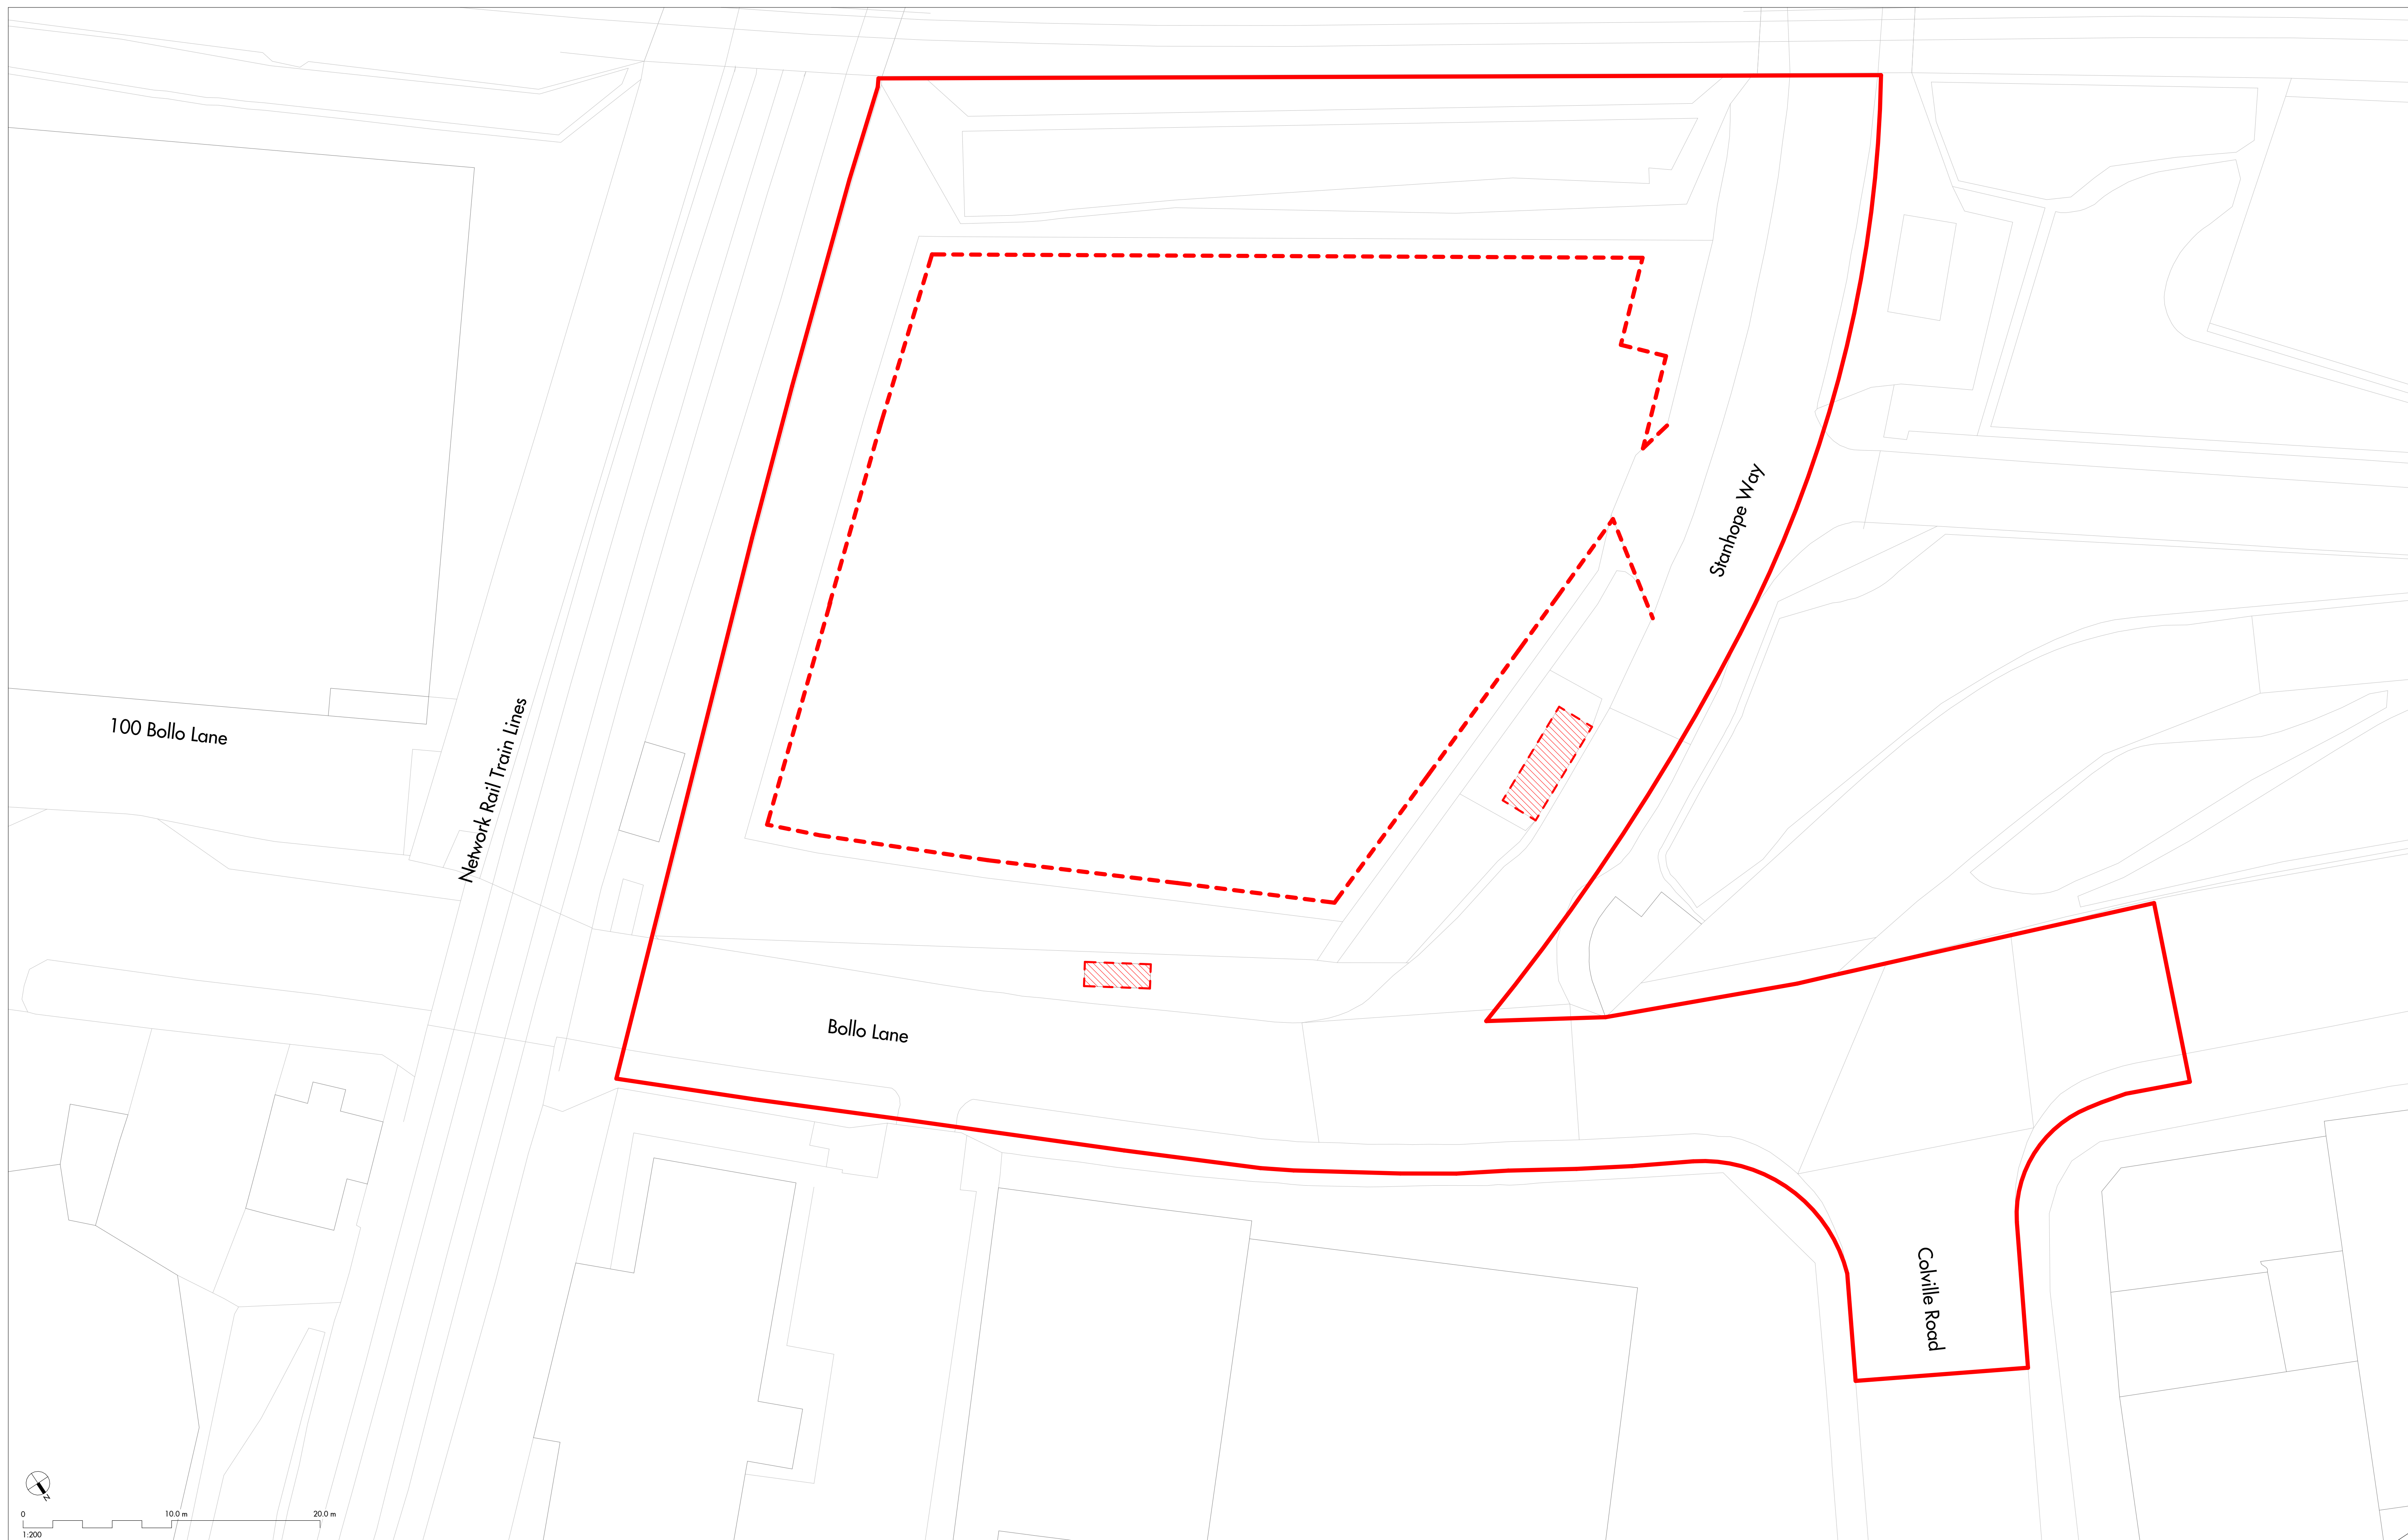 Stanhope Way
Network Rail Train Lines
100 Bollo Lane
Bollo Lane
Colville Road
N
0 10.0 m 20.0 m
1:200